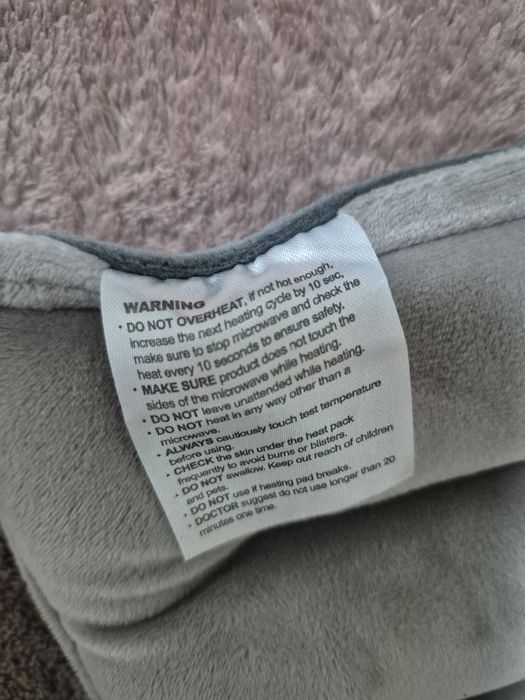 WARNING
• DO NOT OVERHEAT, if not hot enough,
increase the next heating cycle by 10 sec,
make sure to stop microwave and check the
heat every 10 seconds to ensure safety.
• MAKE SURE product does not touch the
sides of the microwave while heating.
• DO NOT leave unattended while heating.
• DO NOT heat in any way other than a
microwave.
• ALWAYS cautiously touch test temperature
before using.
• CHECK the skin under the heat pack
frequently to avoid burns or blisters.
• DO NOT swallow. Keep out reach of children
and pets.
• DO NOT use if heating pad breaks.
• DOCTOR suggest do not use longer than 20
minutes one time.